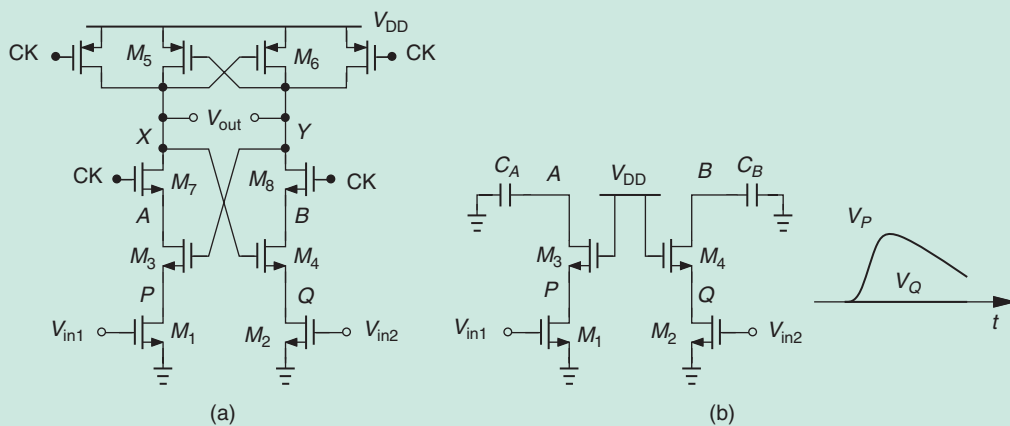 V_DD
CK M_5 M_6 CK
V_out
X Y
CK M_7 M_8 CK
A B
M_3 M_4
P Q
V_in1 M_1 M_2 V_in2
(a)
C_A A V_DD B C_B
M_3 M_4
P Q
V_in1 M_1 M_2 V_in2
(b)
V_P
V_Q
t